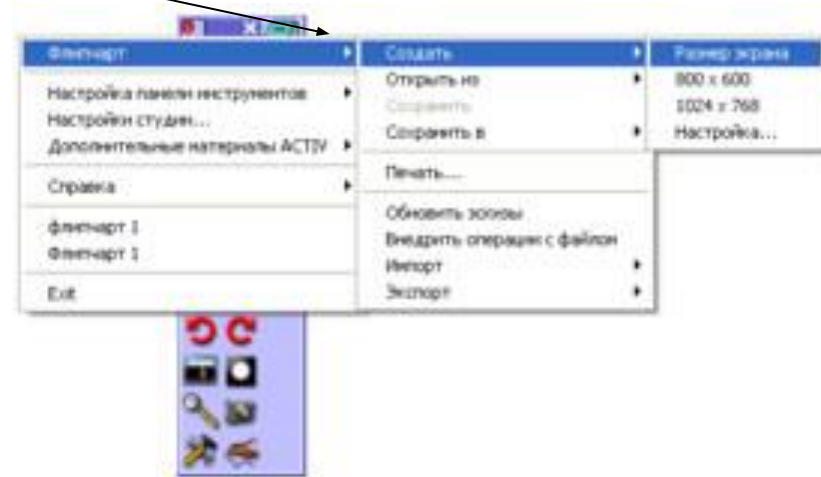 Флипчарт
Настройка панели инструментов
Настройки студии...
Дополнительные материалы ACTIV
Справка
флипчарт 1
Флипчарт 1
Exit
Создать
Открыть из
Сохранить
Сохранить в
Печать...
Обновить эскизы
Внедрить операции с файлом
Импорт
Экспорт
Размер экрана
800 x 600
1024 x 768
Настройка...